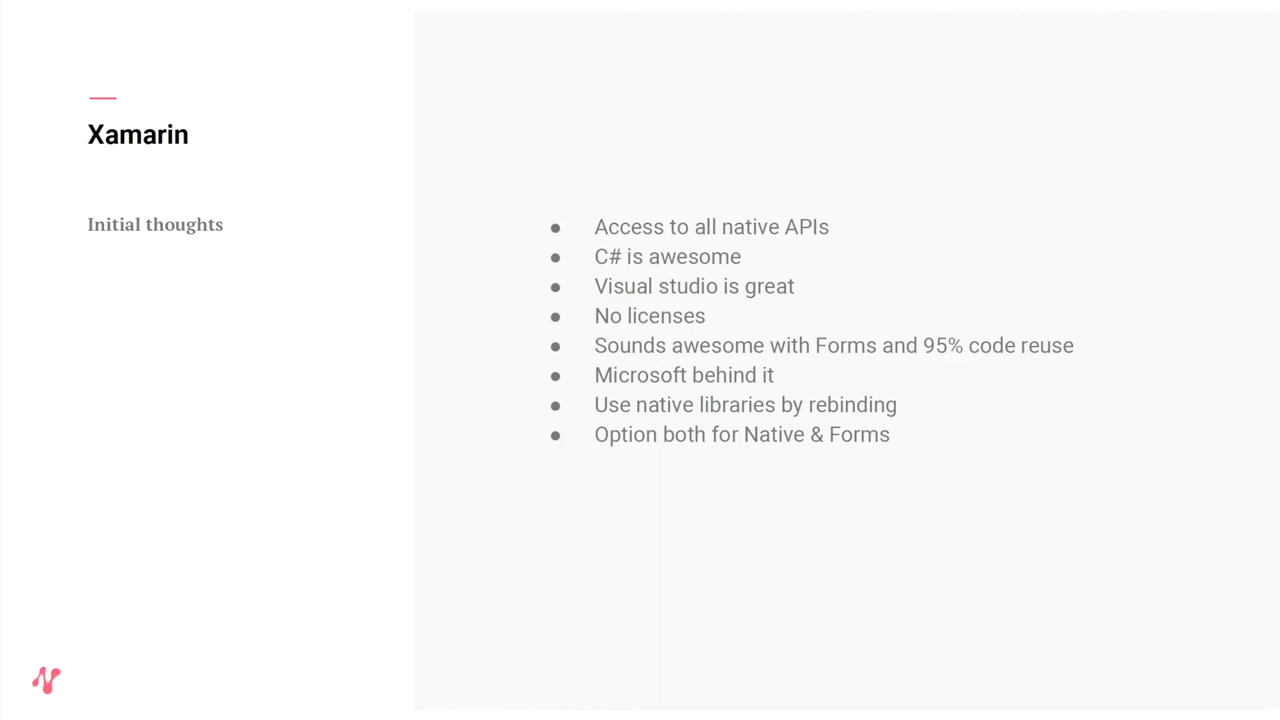 Xamarin
Initial thoughts
● Access to all native APIs
● C# is awesome
● Visual studio is great
● No licenses
● Sounds awesome with Forms and 95% code reuse
● Microsoft behind it
● Use native libraries by rebinding
● Option both for Native & Forms